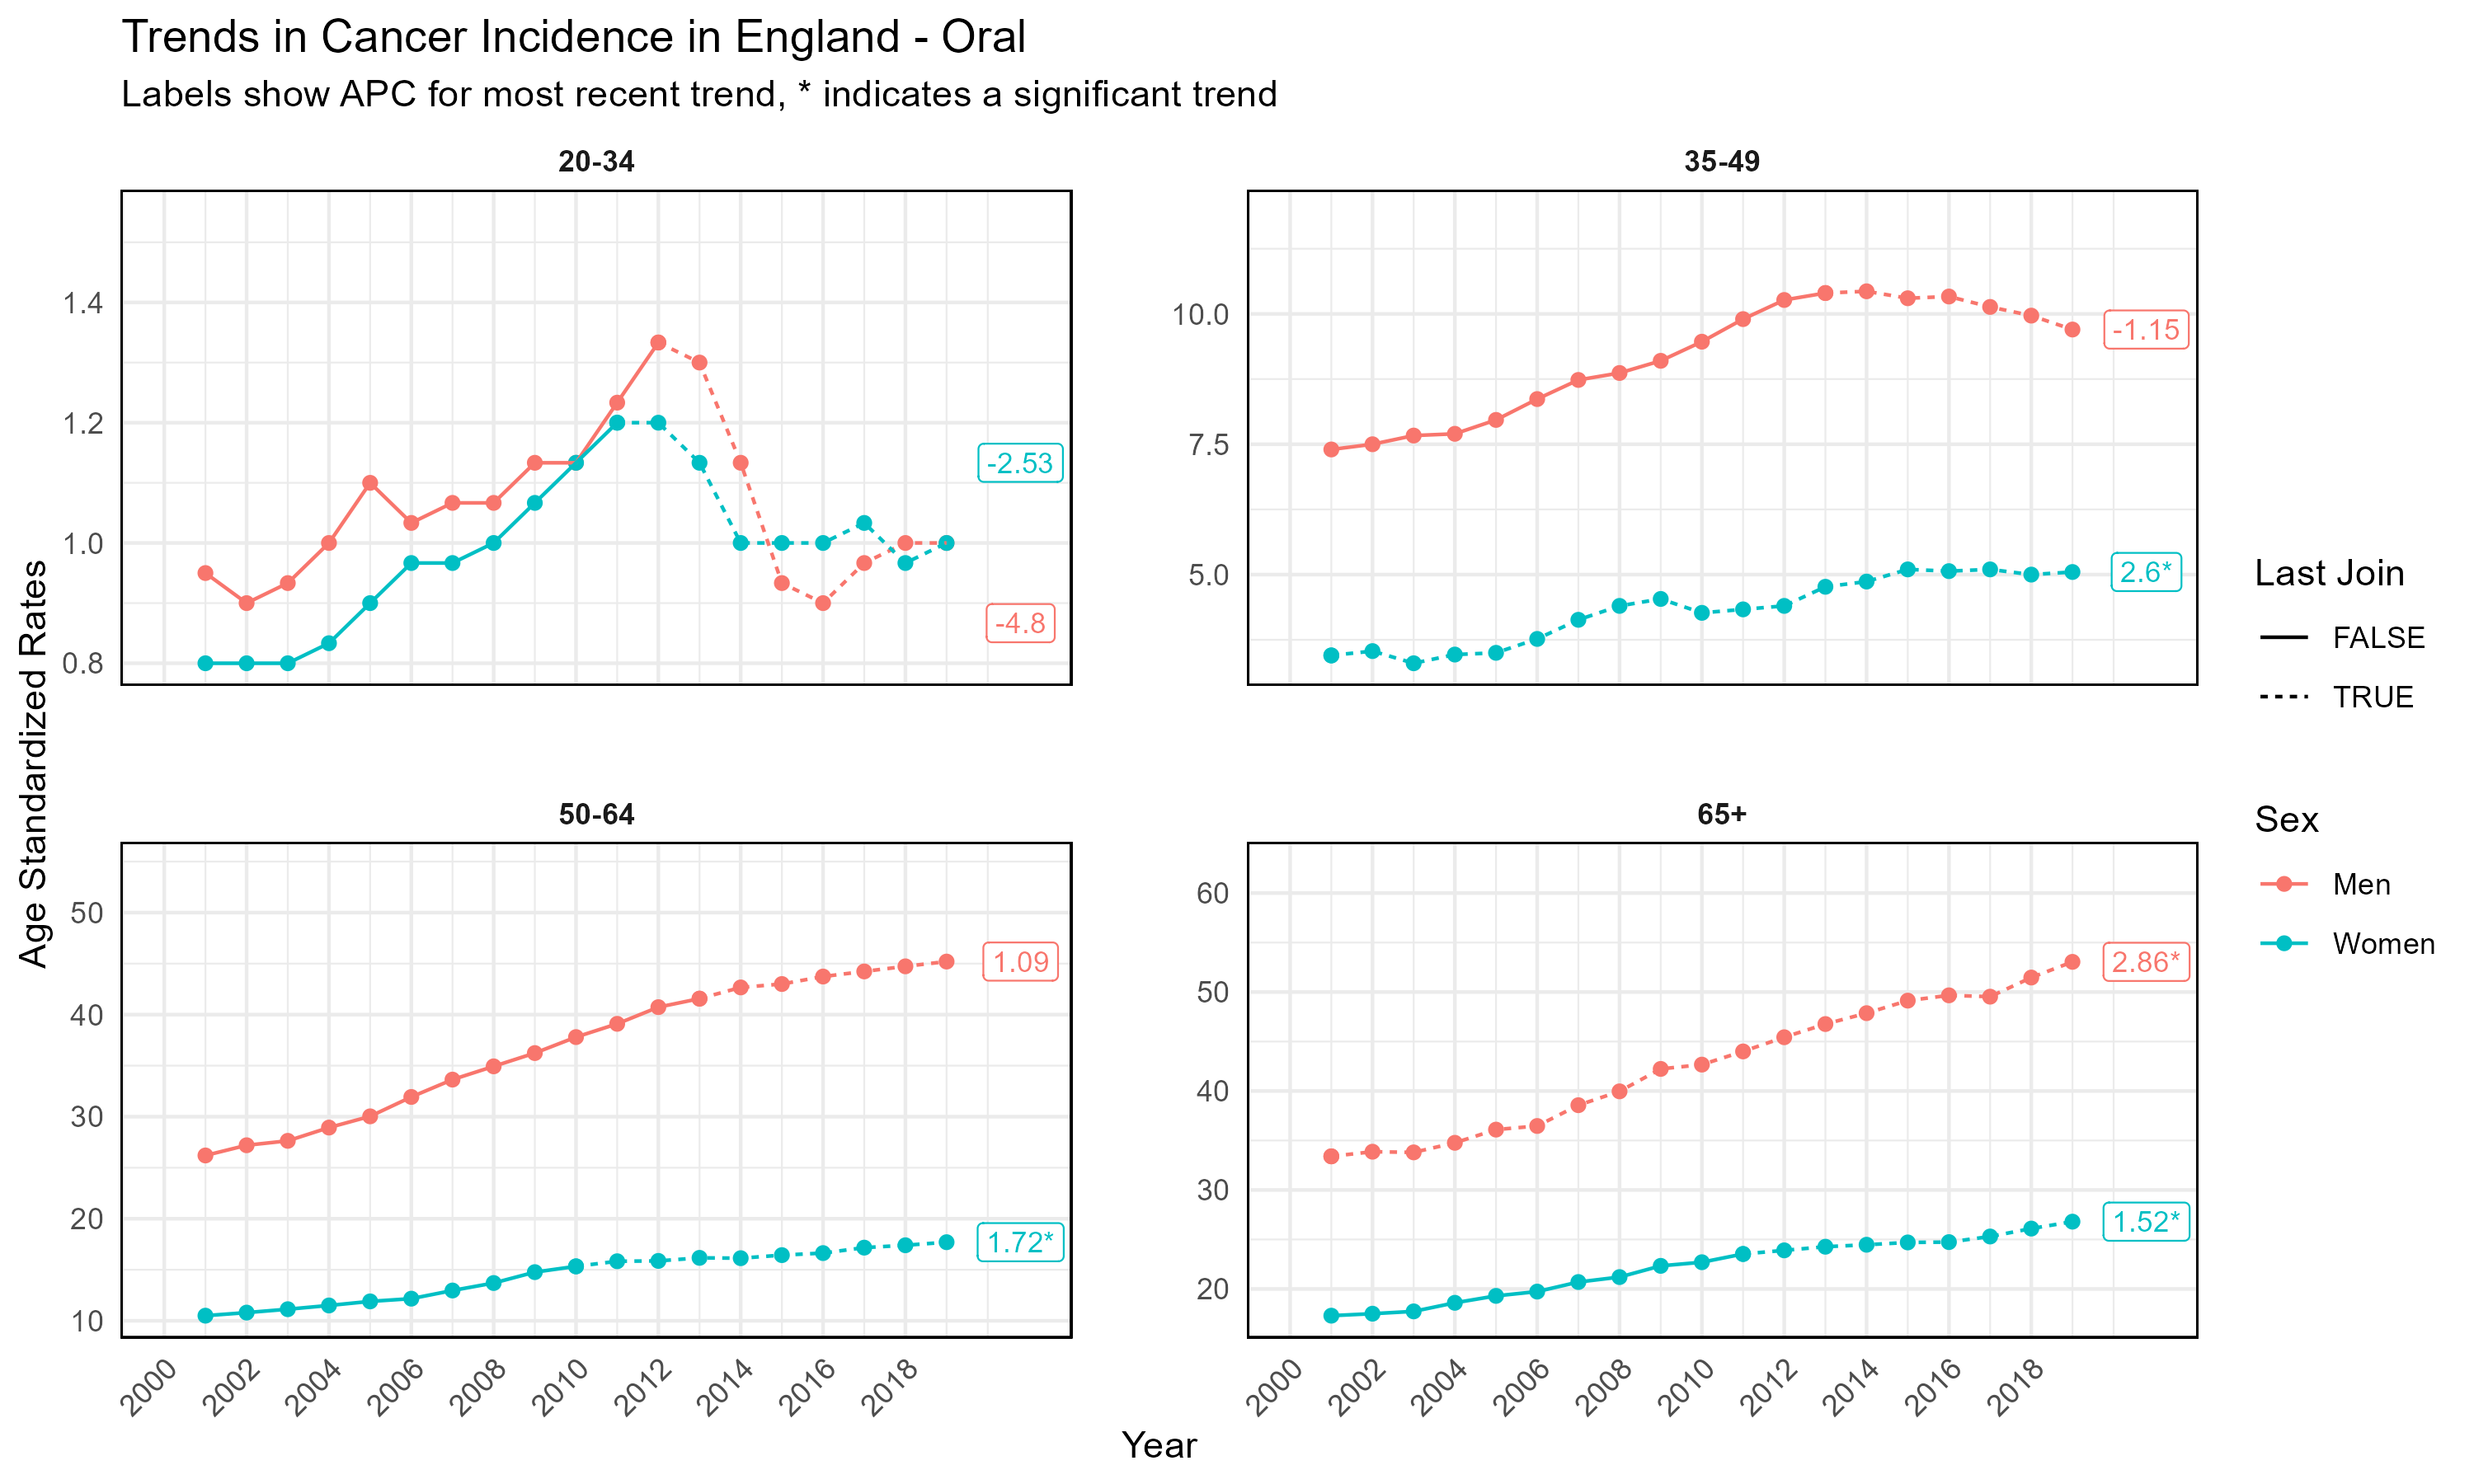 Trends in Cancer Incidence in England - Oral
Labels show APC for most recent trend, * indicates a significant trend
20-34
35-49
1.4
1.2
1.0
0.8
-2.53
-4.8
10.0
7.5
5.0
-1.15
2.6*
Age Standardized Rates
Last Join
FALSE
TRUE
50-64
65+
50
40
30
20
10
1.09
1.72*
60
50
40
30
20
2.86*
1.52*
Sex
Men
Women
2000 2002 2004 2006 2008 2010 2012 2014 2016 2018
2000 2002 2004 2006 2008 2010 2012 2014 2016 2018
Year